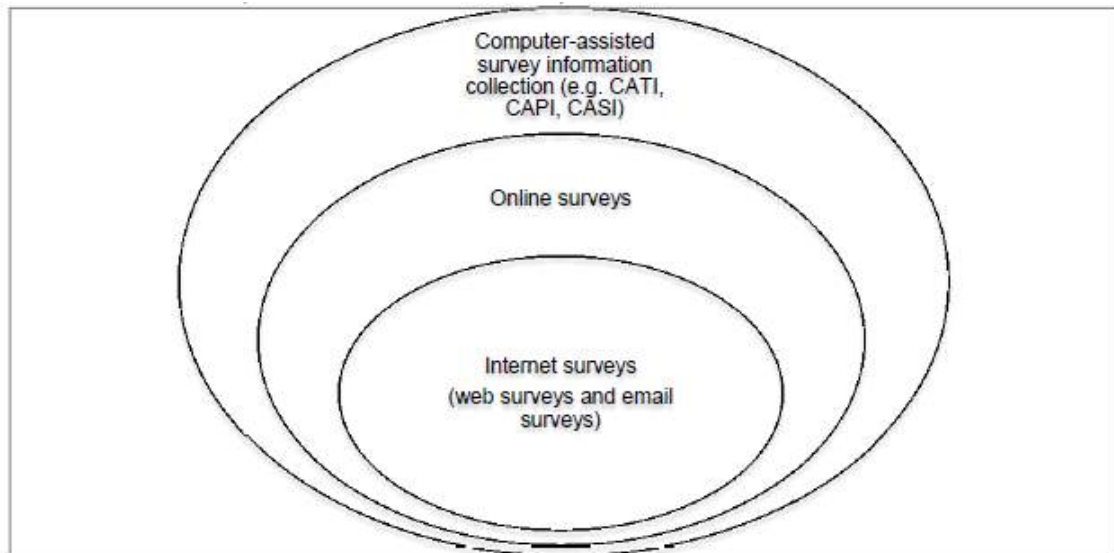 Computer-assisted
survey information
collection (e.g. CATI,
CAPI, CASI)
Online surveys
Internet surveys
(web surveys and email
surveys)